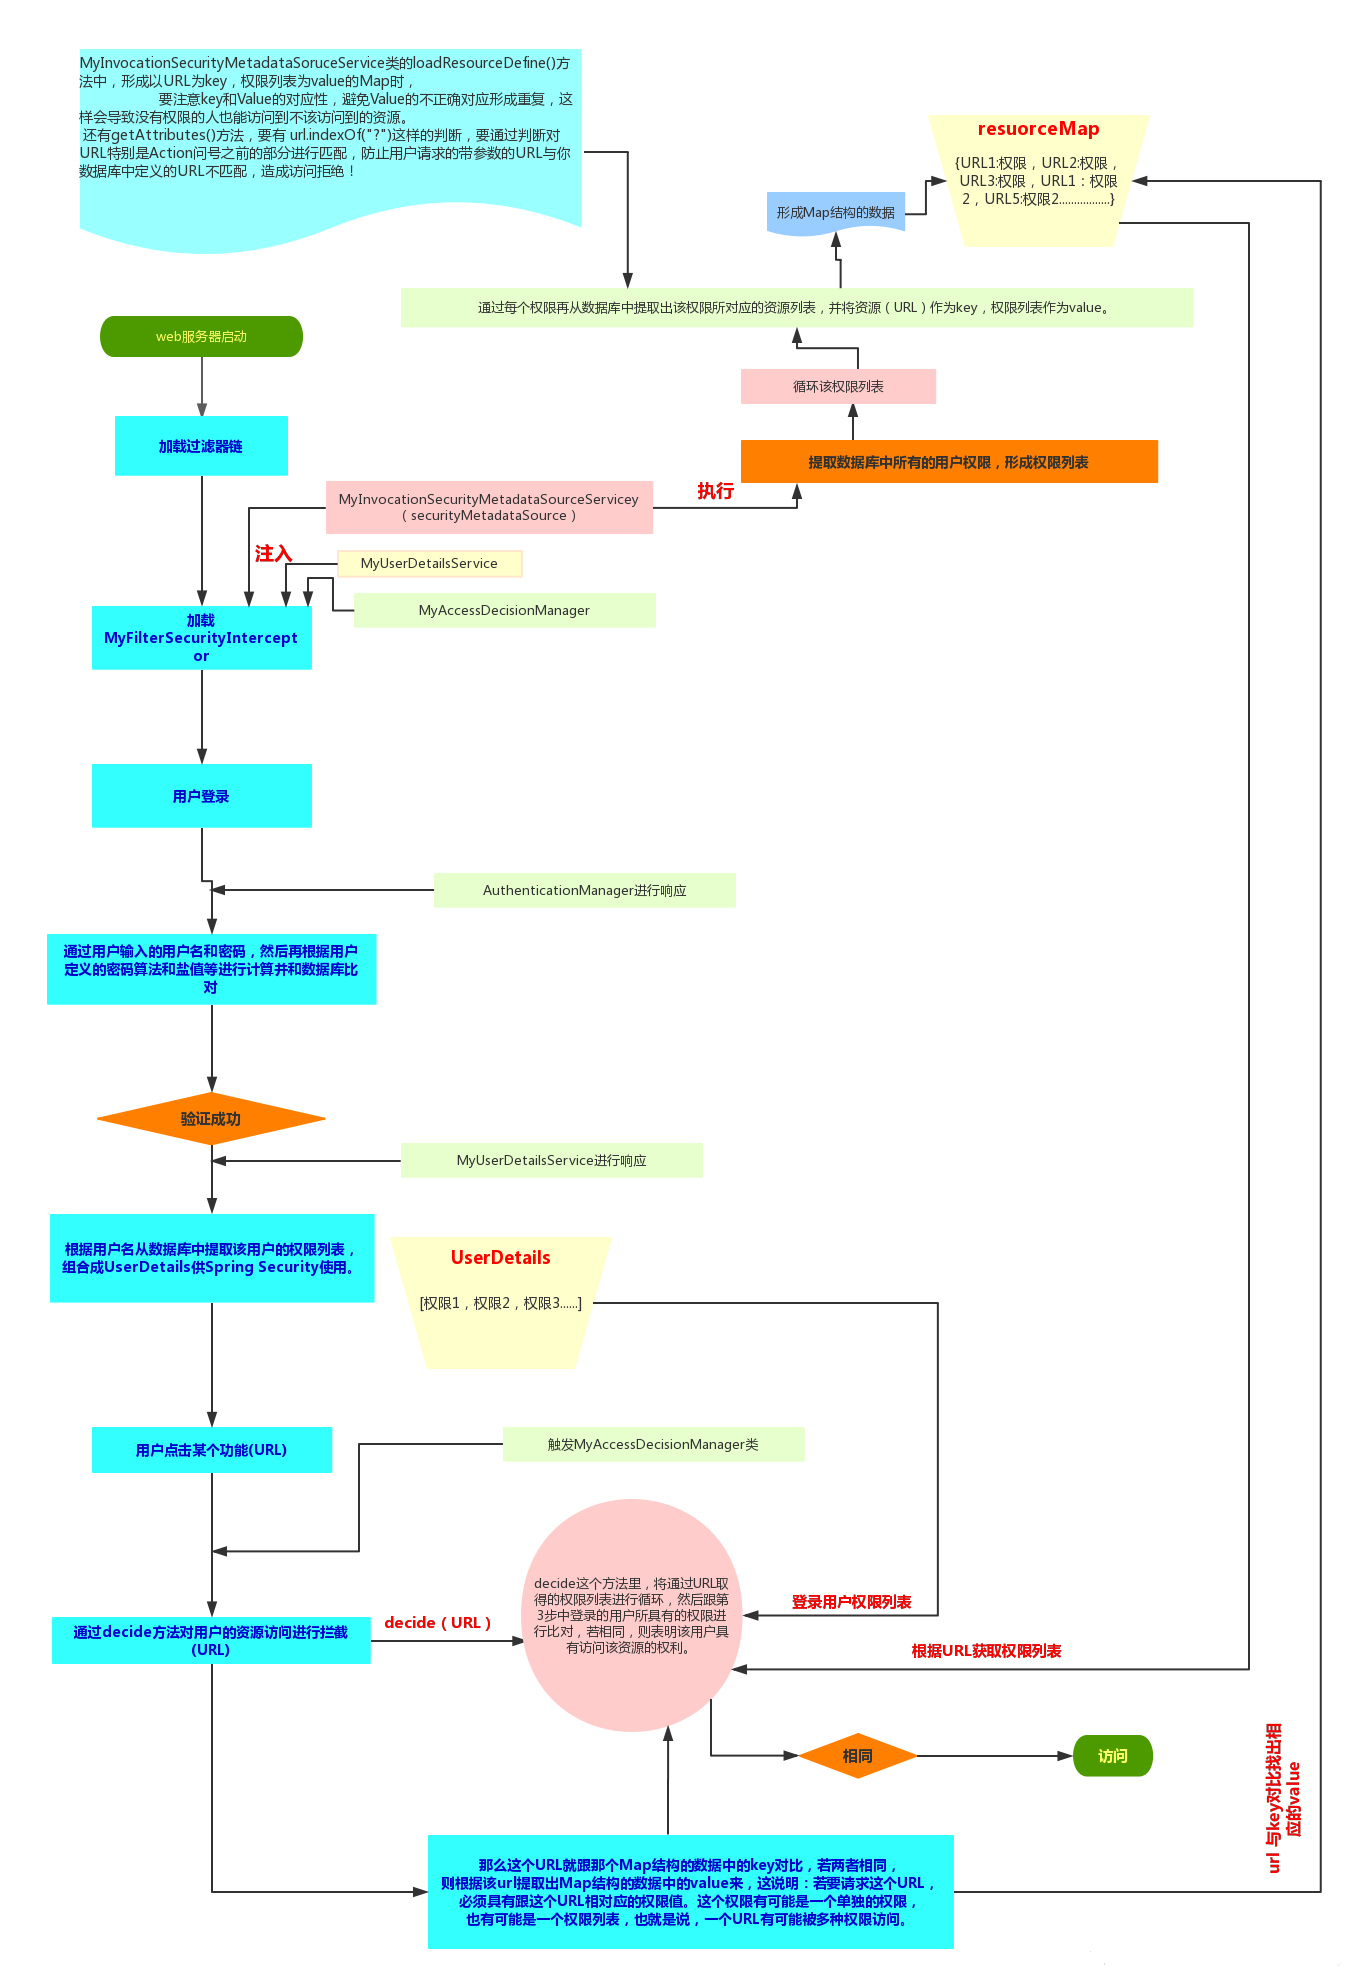 MyInvocationSecurityMetadataSoruceService类的loadResourceDefine()方
法中，形成以URL为key，权限列表为value的Map时，
要注意key和Value的对应性，避免Value的不正确对应形成重复，这
样会导致没有权限的人也能访问到不该访问到的资源。
还有getAttributes()方法，要有 url.indexOf("?")这样的判断，要通过判断对
URL特别是Action问号之前的部分进行匹配，防止用户请求的带参数的URL与你
数据库中定义的URL不匹配，造成访问拒绝！
resuorceMap
{URL1:权限，URL2:权限，
URL3:权限，URL1：权限
2，URL5:权限2.................}
形成Map结构的数据
通过每个权限再从数据库中提取出该权限所对应的资源列表，并将资源（URL）作为key，权限列表作为value。
web服务器启动
循环该权限列表
加载过滤器链
提取数据库中所有的用户权限，形成权限列表
MyInvocationSecurityMetadataSourceServicey
（securityMetadataSource）
执行
注入
MyUserDetailsService
MyAccessDecisionManager
加载
MyFilterSecurityIntercept
or
用户登录
AuthenticationManager进行响应
通过用户输入的用户名和密码，然后再根据用户
定义的密码算法和盐值等进行计算并和数据库比
对
验证成功
MyUserDetailsService进行响应
根据用户名从数据库中提取该用户的权限列表，
组合成UserDetails供Spring Security使用。
UserDetails
[权限1，权限2，权限3......]
用户点击某个功能(URL)
触发MyAccessDecisionManager类
decide这个方法里，将通过URL取
得的权限列表进行循环，然后跟第
3步中登录的用户所具有的权限进
行比对，若相同，则表明该用户具
有访问该资源的权利。
登录用户权限列表
通过decide方法对用户的资源访问进行拦截
(URL)
decide（URL）
根据URL获取权限列表
相同
访问
url 与key对比找出相
应的value
那么这个URL就跟那个Map结构的数据中的key对比，若两者相同，
则根据该url提取出Map结构的数据中的value来，这说明：若要请求这个URL，
必须具有跟这个URL相对应的权限值。这个权限有可能是一个单独的权限，
也有可能是一个权限列表，也就是说，一个URL有可能被多种权限访问。